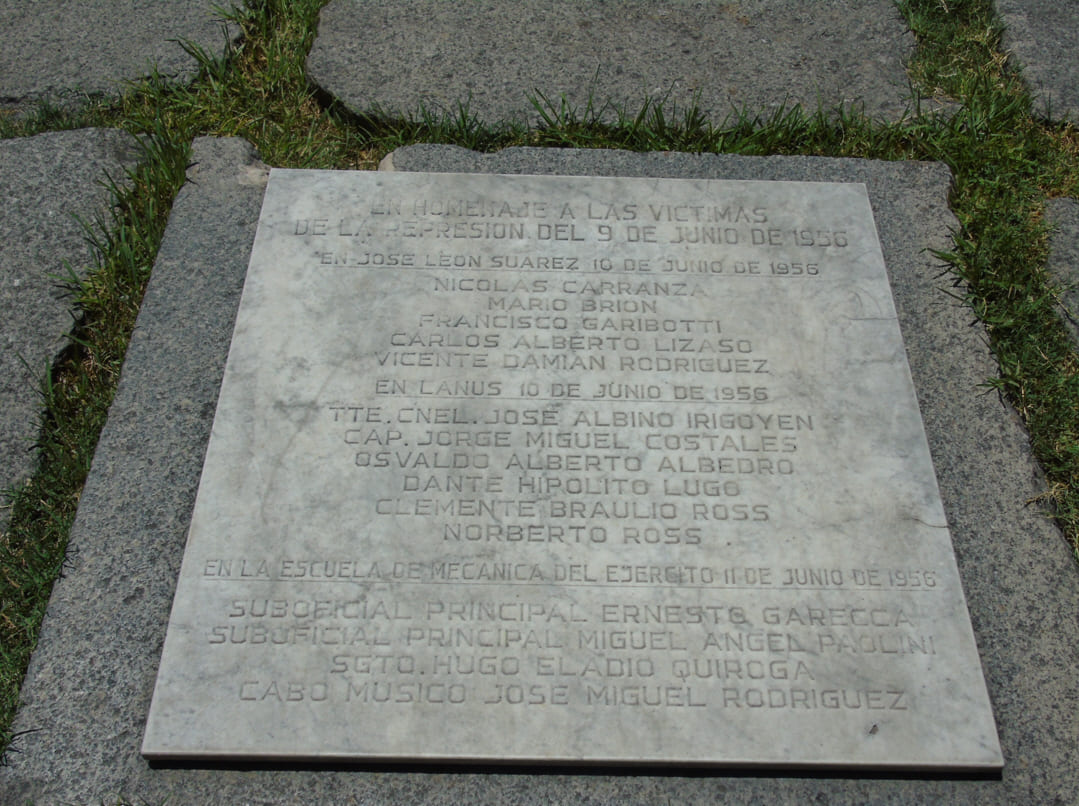 EN HOMENAJE A LAS VICTIMAS
DE LA REPRESION DEL 9 DE JUNIO DE 1956
EN JOSE LEON SUAREZ 10 DE JUNIO DE 1956
NICOLAS CARRANZA
MARIO BRION
FRANCISCO GARIBOTTI
CARLOS ALBERTO LIZASO
VICENTE DAMIAN RODRIGUEZ
EN LANUS 10 DE JUNIO DE 1956
TTE. CNEL. JOSE ALBINO IRIGOYEN
CAP. JORGE MIGUEL COSTALES
OSVALDO ALBERTO ALBEDRO
DANTE HIPOLITO LUGO
CLEMENTE BRAULIO ROSS
NORBERTO ROSS
EN LA ESCUELA DE MECANICA DEL EJERCITO 11 DE JUNIO DE 1956
SUBOFICIAL PRINCIPAL ERNESTO GARECCA
SUBOFICIAL PRINCIPAL MIGUEL ANGEL PAOLINI
SGTO. HUGO ELADIO QUIROGA
CABO MUSICO JOSE MIGUEL RODRIGUEZ